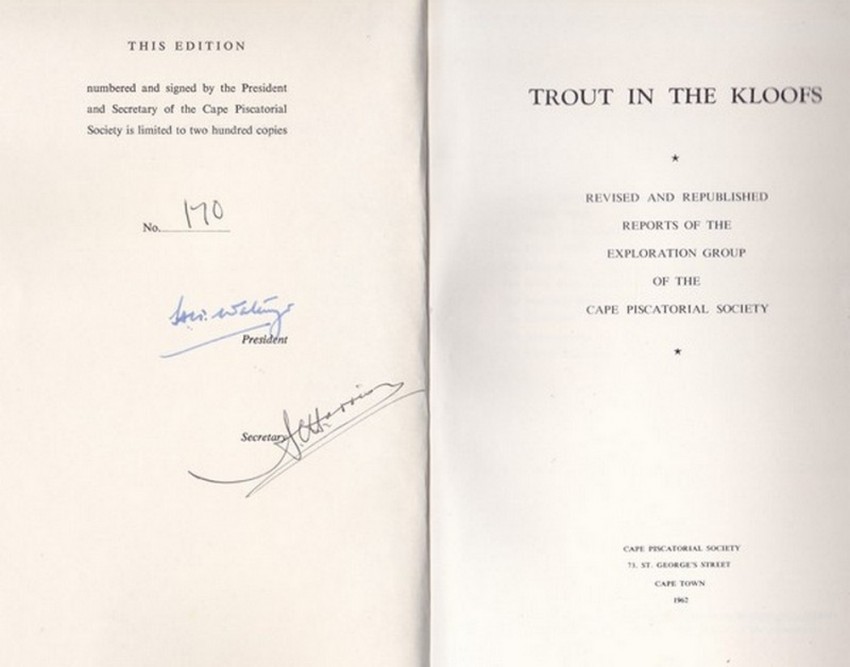 THIS EDITION
numbered and signed by the President
and Secretary of the Cape Piscatorial
Society is limited to two hundred copies
No. 170
President
Secretary
TROUT IN THE KLOOFS
★
REVISED AND REPUBLISHED
REPORTS OF THE
EXPLORATION GROUP
OF THE
CAPE PISCATORIAL SOCIETY
★
CAPE PISCATORIAL SOCIETY
73, ST. GEORGE'S STREET
CAPE TOWN
1962